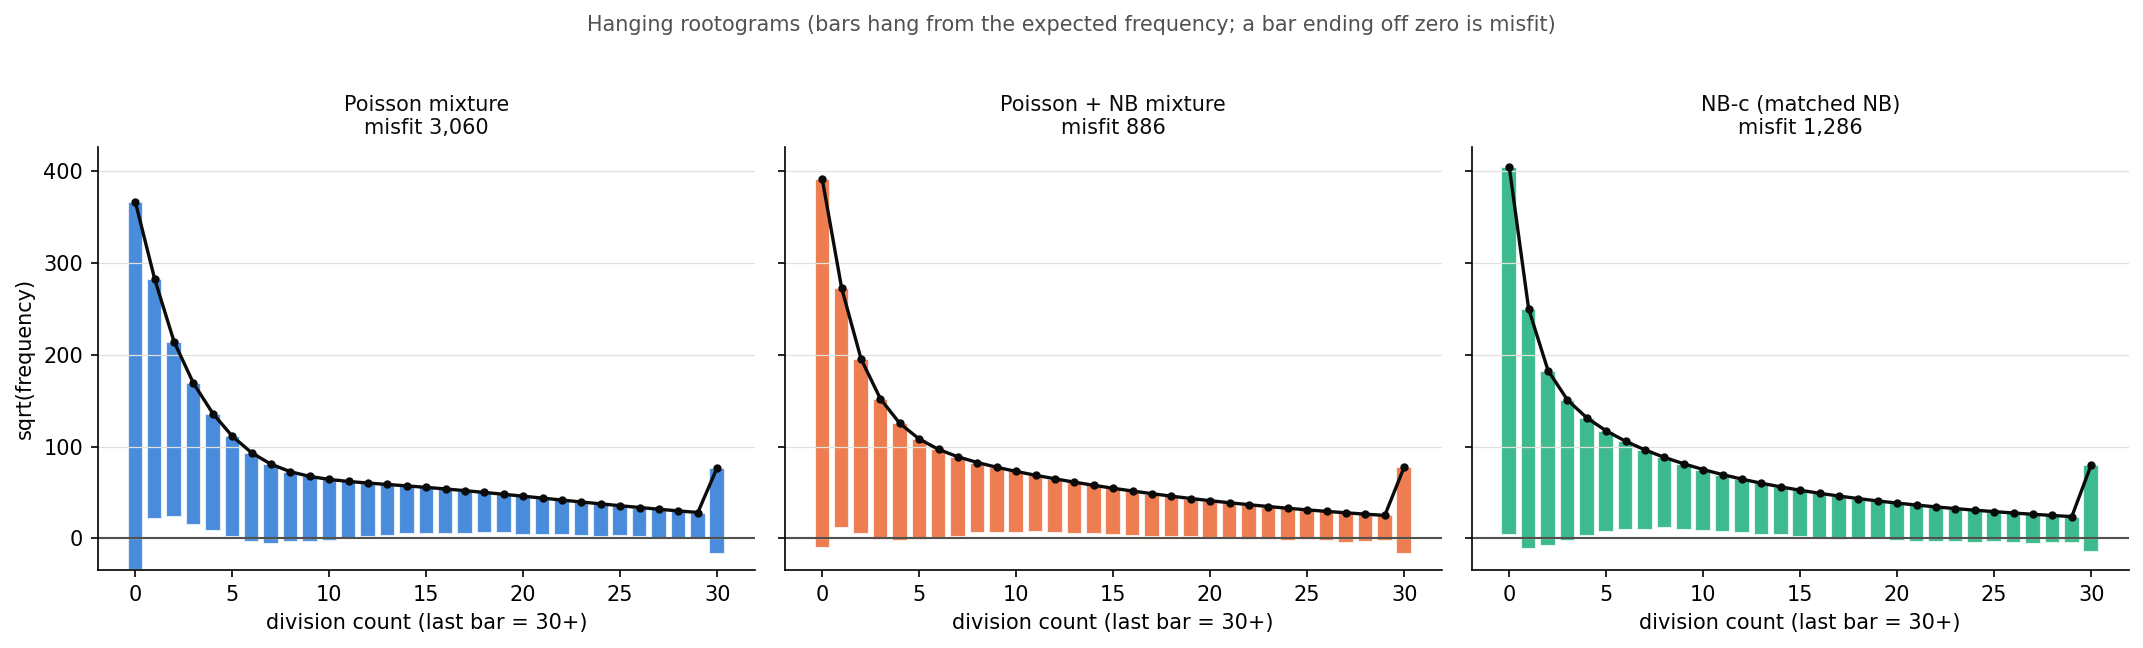 Hanging rootograms (bars hang from the expected frequency; a bar ending off zero is misfit)
Poisson mixture
misfit 3,060
Poisson + NB mixture
misfit 886
NB-c (matched NB)
misfit 1,286
sqrt(frequency)
400
300
200
100
0
0 5 10 15 20 25 30
0 5 10 15 20 25 30
0 5 10 15 20 25 30
division count (last bar = 30+)
division count (last bar = 30+)
division count (last bar = 30+)